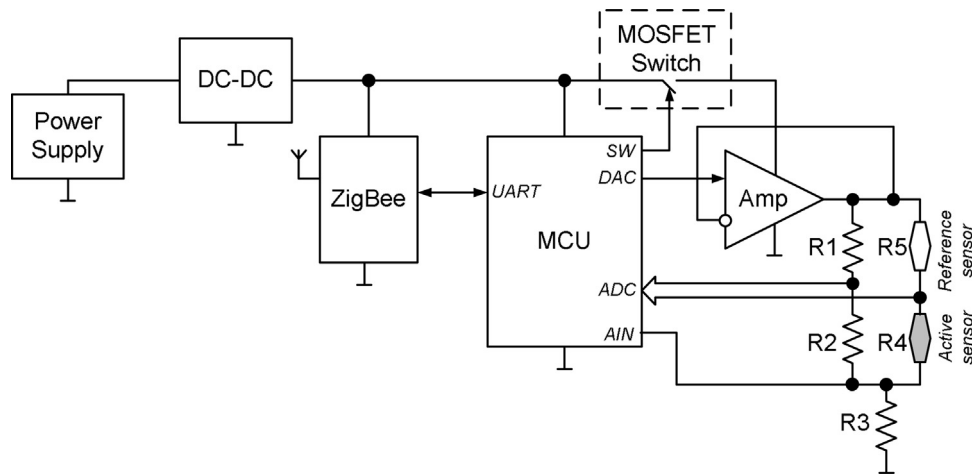 MOSFET
Switch
DC-DC
Power
Supply
SW
DAC
ZigBee
UART
MCU
Amp
R1
R5
Reference
sensor
ADC
AIN
R2
R4
Active
sensor
R3